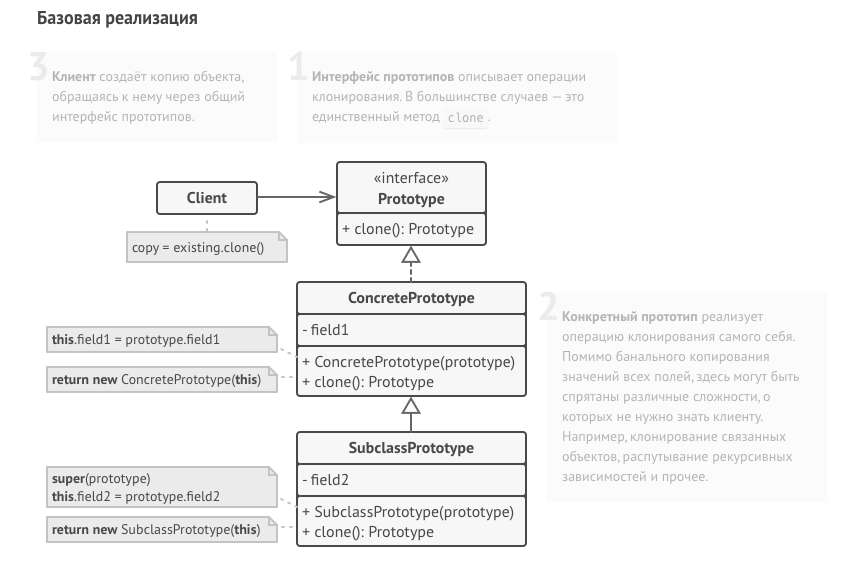 Базовая реализация
3
Клиент создаёт копию объекта,
обращаясь к нему через общий
интерфейс прототипов.
1
Интерфейс прототипов описывает операции
клонирования. В большинстве случаев — это
единственный метод clone.
Client
copy = existing.clone()
«interface»
Prototype
+ clone(): Prototype
ConcretePrototype
- field1
+ ConcretePrototype(prototype)
+ clone(): Prototype
this.field1 = prototype.field1
return new ConcretePrototype(this)
2
Конкретный прототип реализует
операцию клонирования самого себя.
Помимо банального копирования
значений всех полей, здесь могут быть
спрятаны различные сложности, о
которых не нужно знать клиенту.
Например, клонирование связанных
объектов, распутывание рекурсивных
зависимостей и прочее.
SubclassPrototype
- field2
+ SubclassPrototype(prototype)
+ clone(): Prototype
super(prototype)
this.field2 = prototype.field2
return new SubclassPrototype(this)